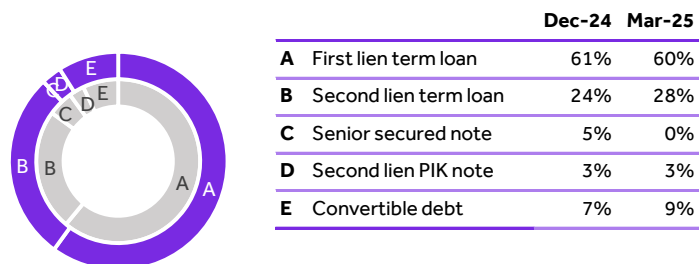 Dec-24 Mar-25
A First lien term loan 61% 60%
B Second lien term loan 24% 28%
C Senior secured note 5% 0%
D Second lien PIK note 3% 3%
E Convertible debt 7% 9%
E
D
C
E
D
C
B
B
A
A